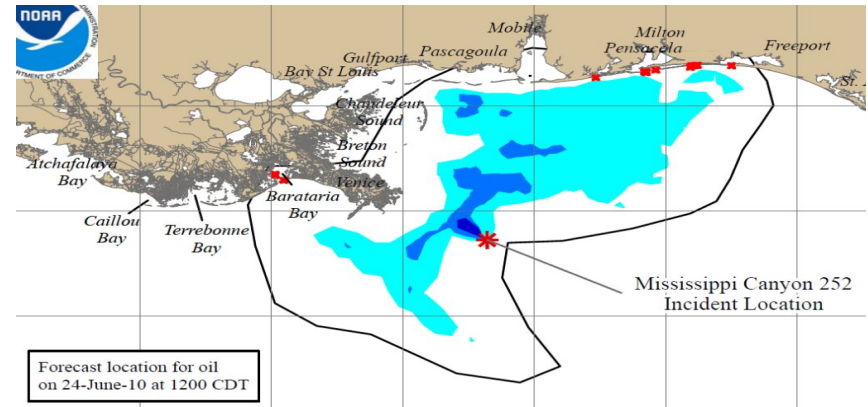 NOAA
ADMINISTRATION
DEPARTMENT OF COMMERCE
Mobile
Milton
Pensacola
Freeport
Pascagoula
Gulfport
Bay St Louis
Chandeleur
Sound
Breton
Sound
Atchafalaya
Bay
Venice
Barataria
Bay
Caillou
Bay
Terrebonne
Bay
Mississippi Canyon 252
Incident Location
Forecast location for oil
on 24-June-10 at 1200 CDT